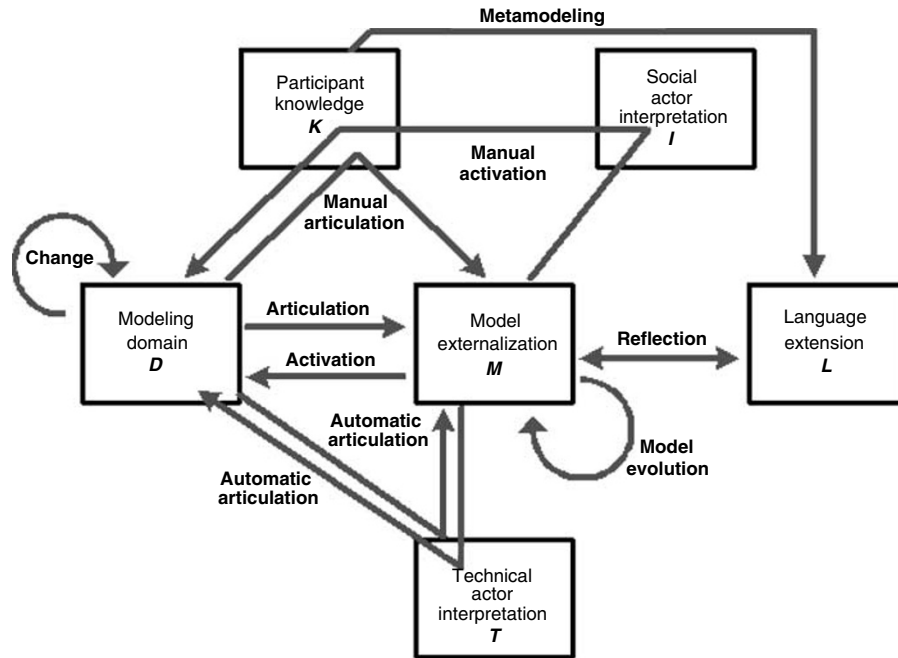 Metamodeling
Participant
knowledge
K
Social
actor
interpretation
I
Manual
activation
Manual
articulation
Change
Modeling
domain
D
Articulation
Activation
Model
externalization
M
Reflection
Language
extension
L
Automatic
articulation
Model
evolution
Automatic
articulation
Technical
actor
interpretation
T